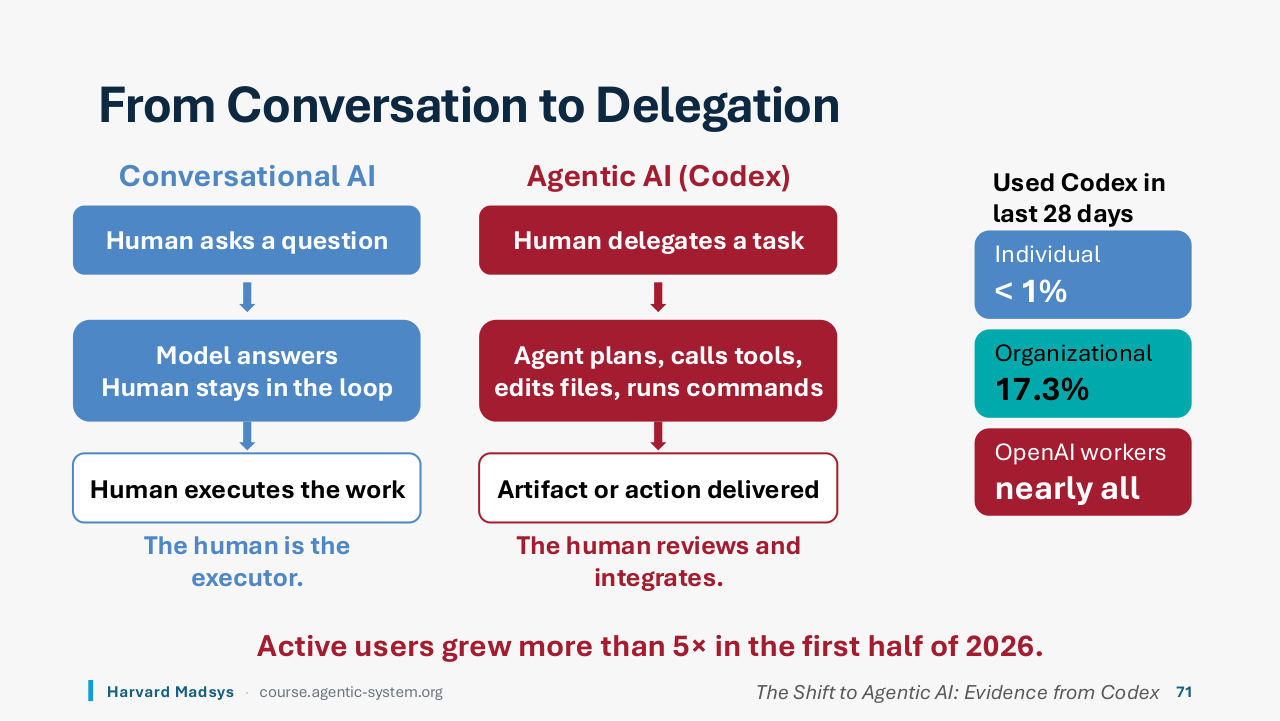 From Conversation to Delegation
Conversational AI
Human asks a question
Model answers
Human stays in the loop
Human executes the work
The human is the
executor.
Agentic AI (Codex)
Human delegates a task
Agent plans, calls tools,
edits files, runs commands
Artifact or action delivered
The human reviews and
integrates.
Used Codex in
last 28 days
Individual
< 1%
Organizational
17.3%
OpenAI workers
nearly all
Active users grew more than 5× in the first half of 2026.
Harvard Madsys · course.agentic-system.org
The Shift to Agentic AI: Evidence from Codex 71